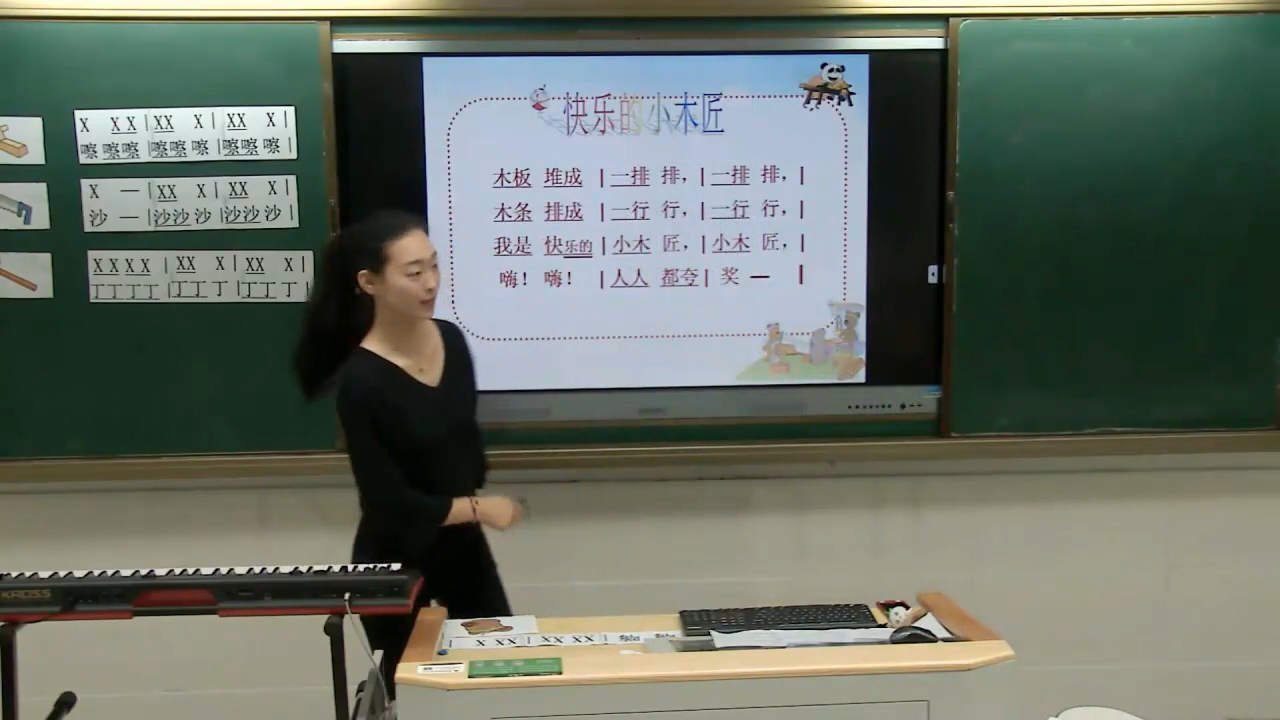 X XX | XX X | XX X |
嚓 嚓嚓 | 嚓嚓 嚓 | 嚓嚓 嚓 |
X — | XX X | XX X |
沙 — | 沙沙 沙 | 沙沙 沙 |
XXXX | XX X | XX X |
丁丁丁丁 | 丁丁 丁 | 丁丁 丁 |
快乐的小木匠
木板 堆成 | 一排 排， | 一排 排， |
木条 排成 | 一行 行， | 一行 行， |
我是 快乐的 | 小木 匠， | 小木 匠， |
嗨！ 嗨！ | 人人 都夸 | 奖 — |
KROSS
X XX | XX XX |